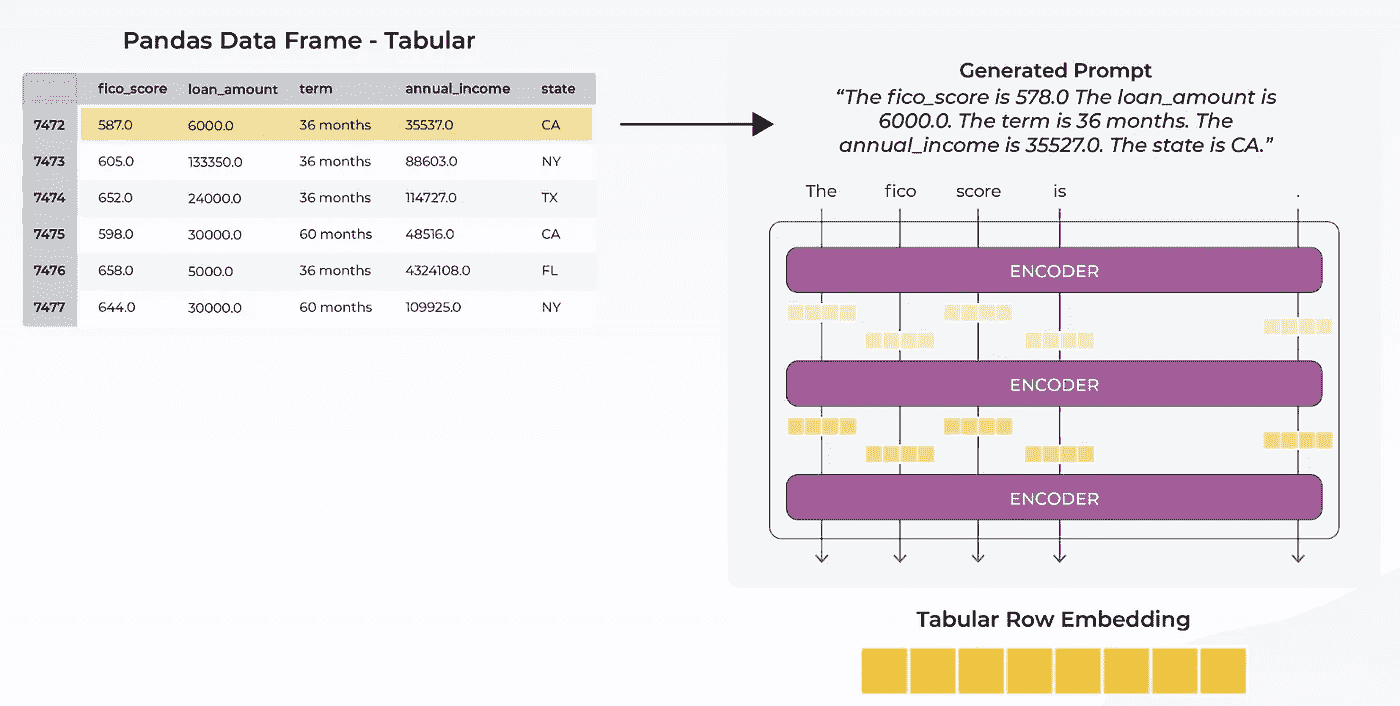 Pandas Data Frame - Tabular
fico_score loan_amount term annual_income state
7472 587.0 6000.0 36 months 35537.0 CA
7473 605.0 133350.0 36 months 88603.0 NY
7474 652.0 24000.0 36 months 114727.0 TX
7475 598.0 30000.0 60 months 48516.0 CA
7476 658.0 5000.0 36 months 4324108.0 FL
7477 644.0 30000.0 60 months 109925.0 NY
Generated Prompt
“The fico_score is 578.0 The loan_amount is
6000.0. The term is 36 months. The
annual_income is 35527.0. The state is CA.”
The fico score is .
ENCODER
ENCODER
ENCODER
Tabular Row Embedding